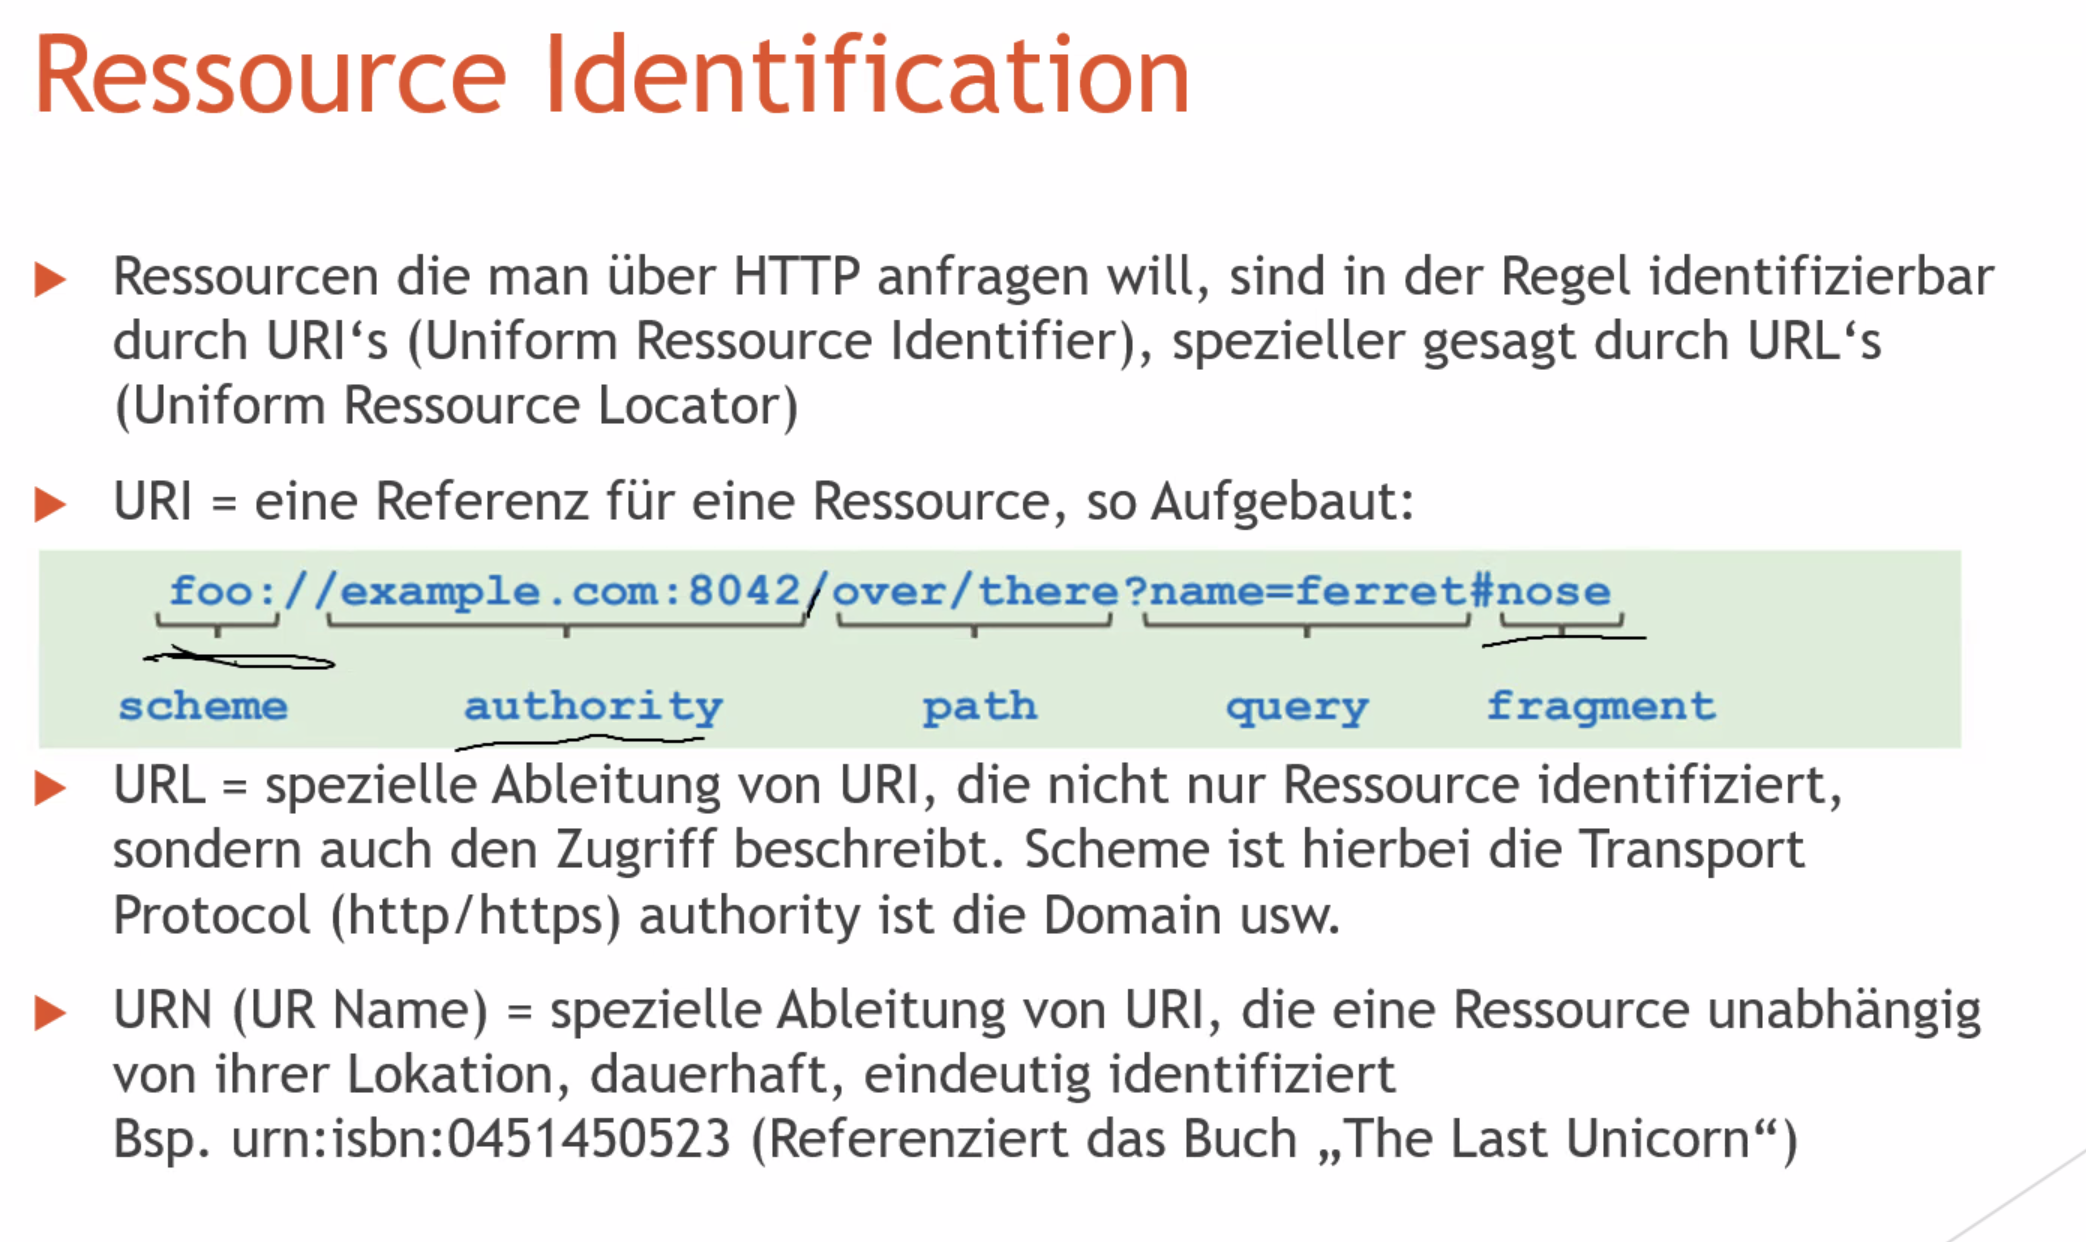 Ressource Identification
Ressourcen die man über HTTP anfragen will, sind in der Regel identifizierbar
durch URI‘s (Uniform Ressource Identifier), spezieller gesagt durch URL‘s
(Uniform Ressource Locator)
URI = eine Referenz für eine Ressource, so Aufgebaut:
foo://example.com:8042/over/there?name=ferret#nose
scheme authority path query fragment
URL = spezielle Ableitung von URI, die nicht nur Ressource identifiziert,
sondern auch den Zugriff beschreibt. Scheme ist hierbei die Transport
Protocol (http/https) authority ist die Domain usw.
URN (UR Name) = spezielle Ableitung von URI, die eine Ressource unabhängig
von ihrer Lokation, dauerhaft, eindeutig identifiziert
Bsp. urn:isbn:0451450523 (Referenziert das Buch „The Last Unicorn“)